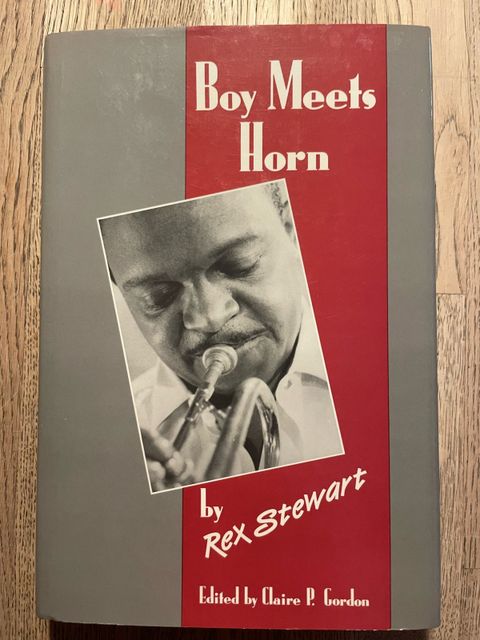 Boy Meets
Horn
by
Rex Stewart
Edited by Claire P. Gordon